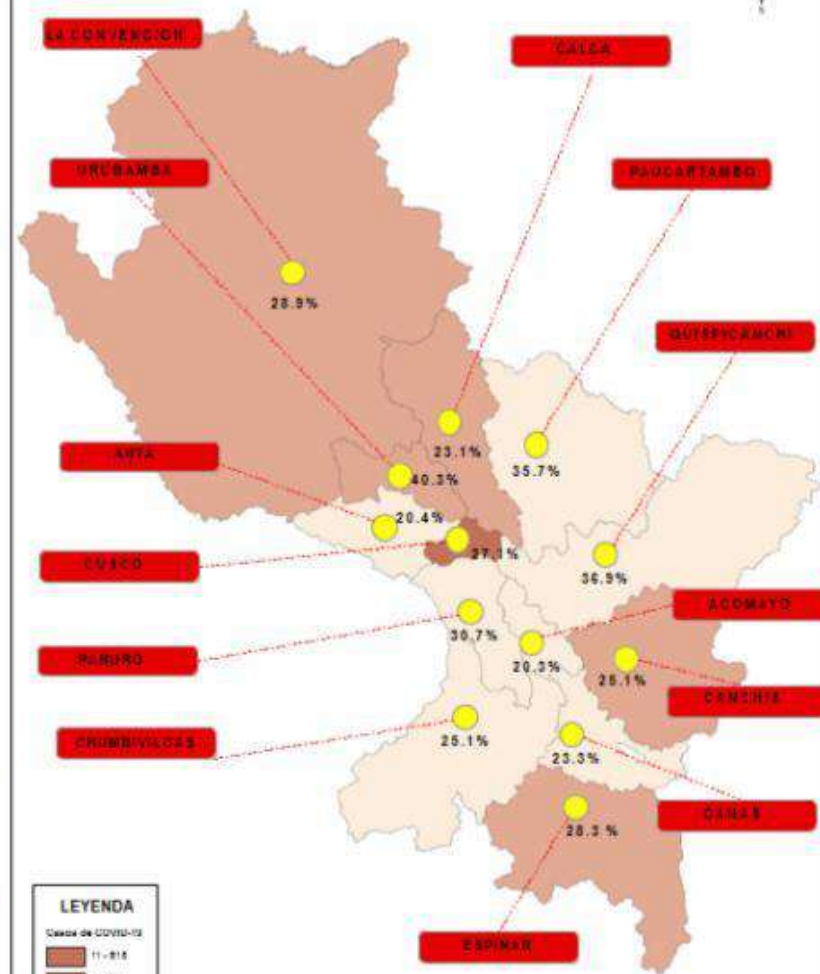 LA CONVENCION
CALCA
URUBAMBA
PAUCARTAMBO
28.9%
QUISPICANCHI
23.1%
35.7%
ANTA
40.3%
20.4%
27.1%
CUSCO
36.9%
ACOMAYO
30.7%
PARURO
20.3%
CANCHIS
25.1%
CHUMBIVILCAS
23.3%
CANAS
28.3 %
LEYENDA
Casos de COVID-19
ESPINAR